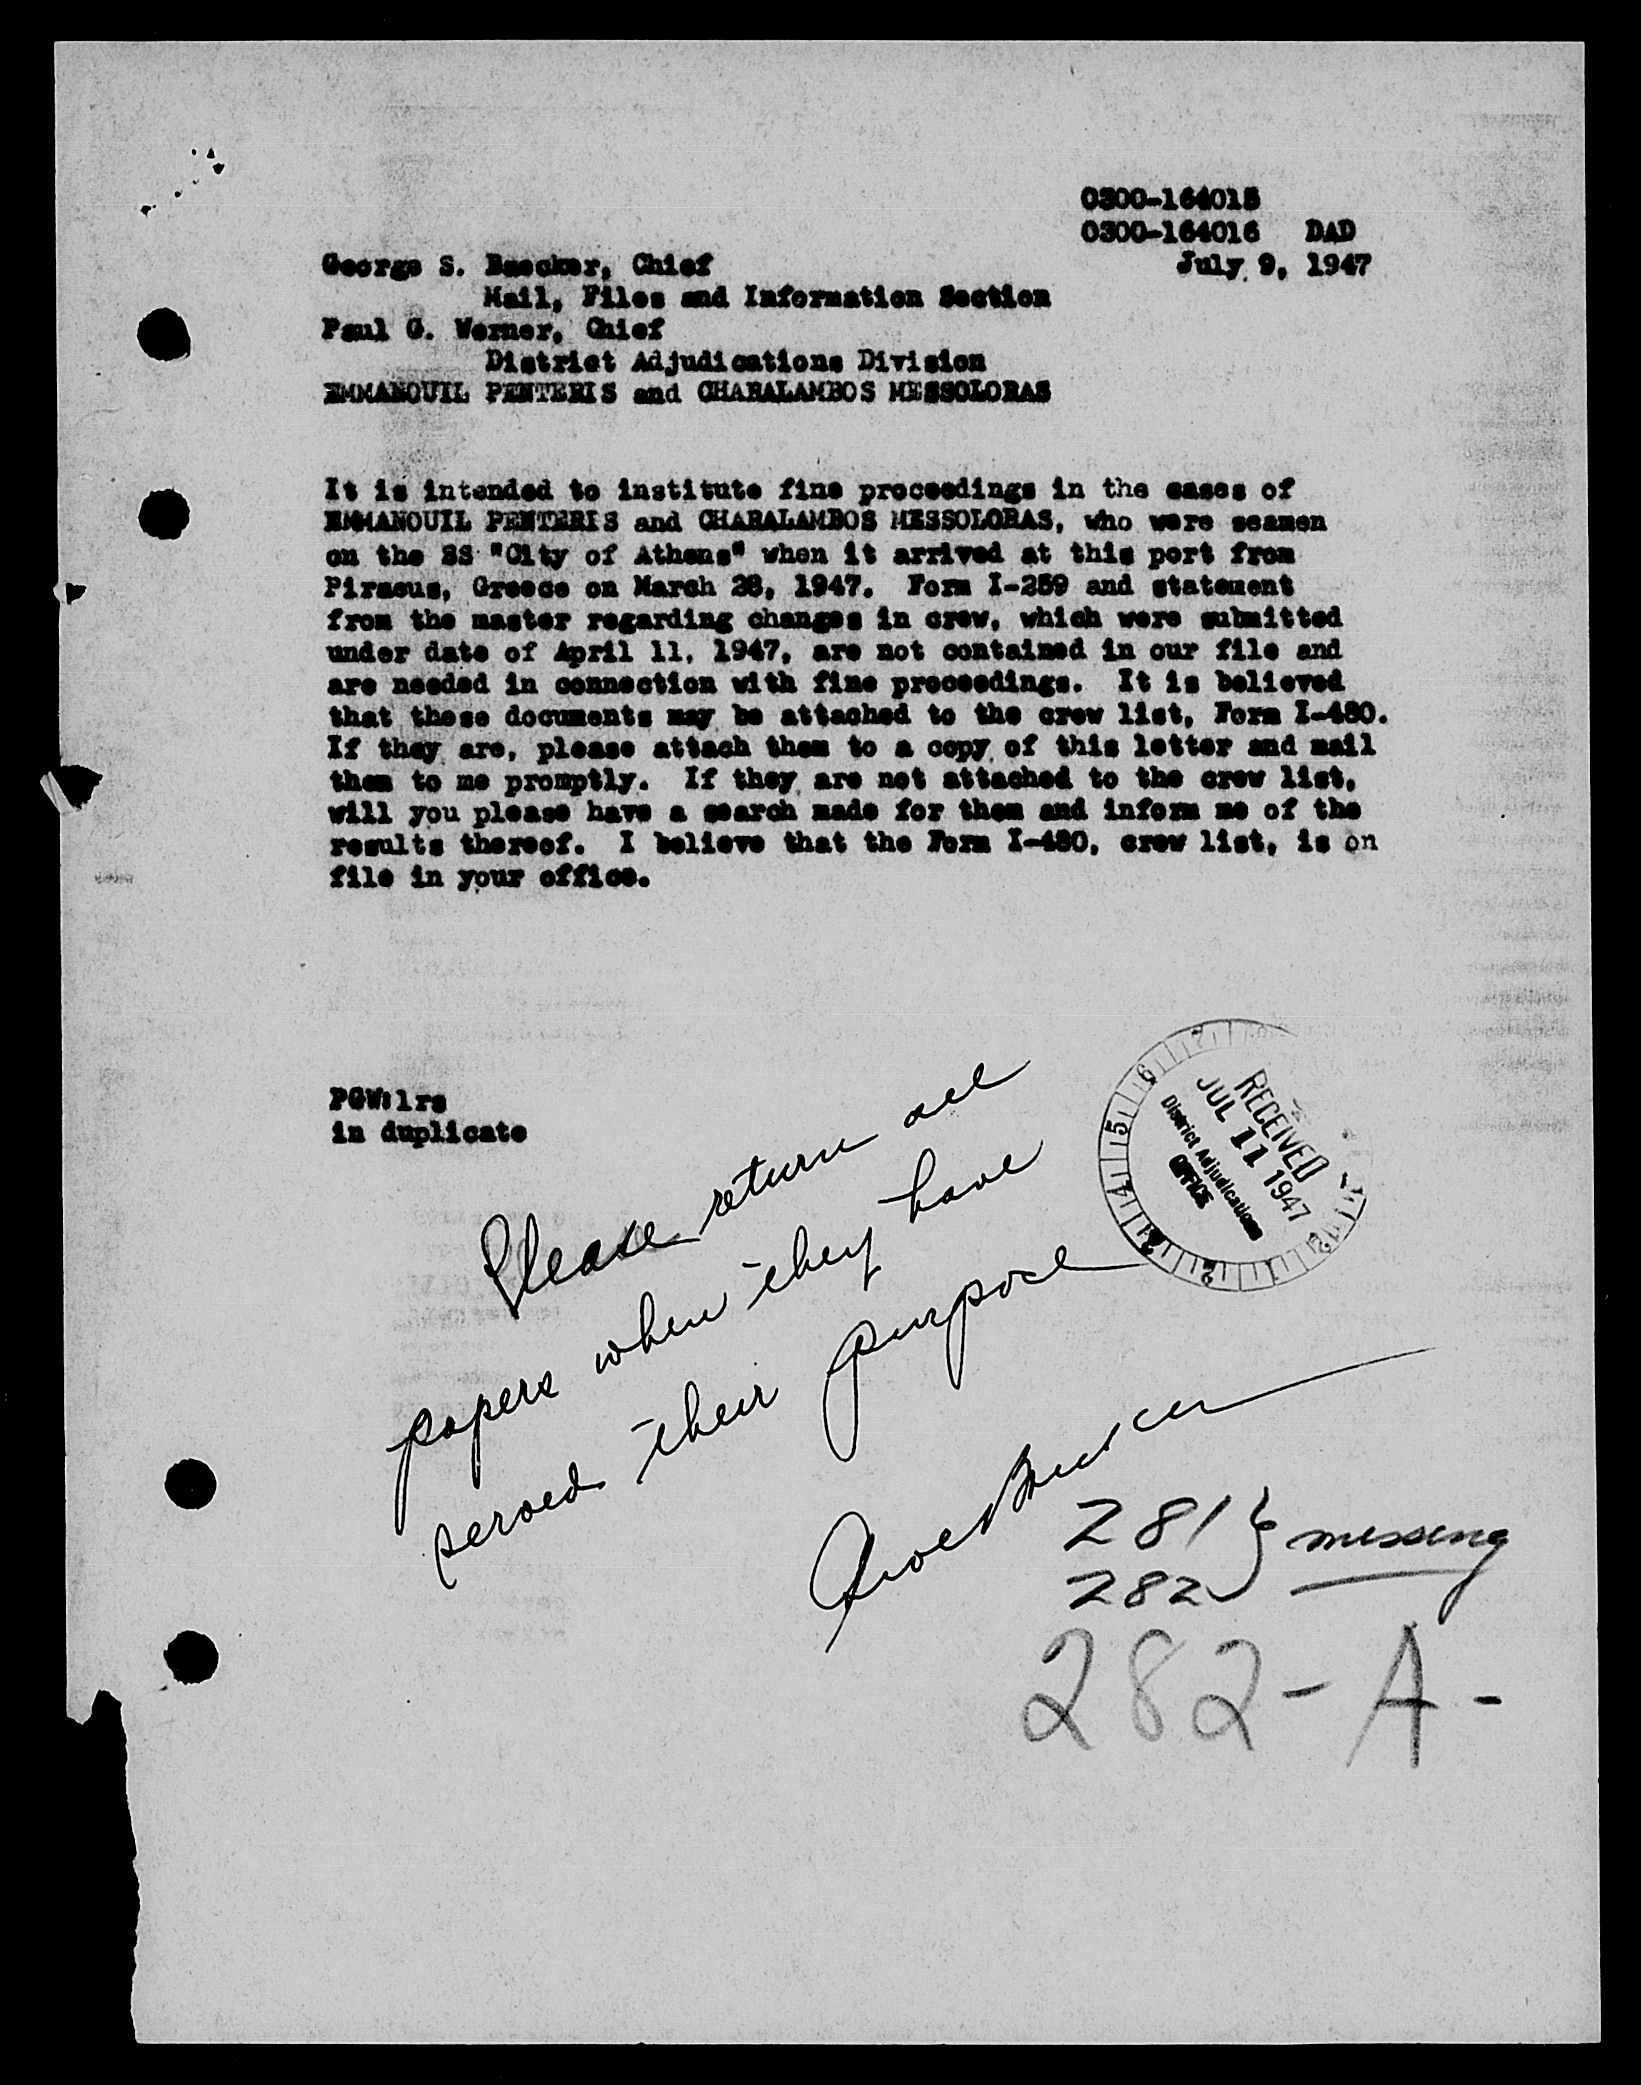 0300-164015
0300-164016 DAD
July 9, 1947
George S. Baecker, Chief
Mail, Files and Information Section
Paul G. Werner, Chief
District Adjudications Division
EMMANOUIL PENTERIS and CHARALAMBOS MESSOLORAS
It is intended to institute fine proceedings in the cases of
EMMANOUIL PENTERIS and CHARALAMBOS MESSOLORAS, who were seamen
on the SS "City of Athens" when it arrived at this port from
Piraeus, Greece on March 28, 1947. Form I-259 and statement
from the master regarding changes in crew, which were submitted
under date of April 11, 1947, are not contained in our file and
are needed in connection with fine proceedings. It is believed
that these documents may be attached to the crew list, Form I-480.
If they are, please attach them to a copy of this letter and mail
them to me promptly. If they are not attached to the crew list,
will you please have a search made for them and inform me of the
results thereof. I believe that the Form I-480, crew list, is on
file in your office.
PGW:lrs
in duplicate
RECEIVED
JUL 11 1947
District Adjudications
OFFICE
Please return all
papers when they have
served their purpose
281 } missing
282
282-A-